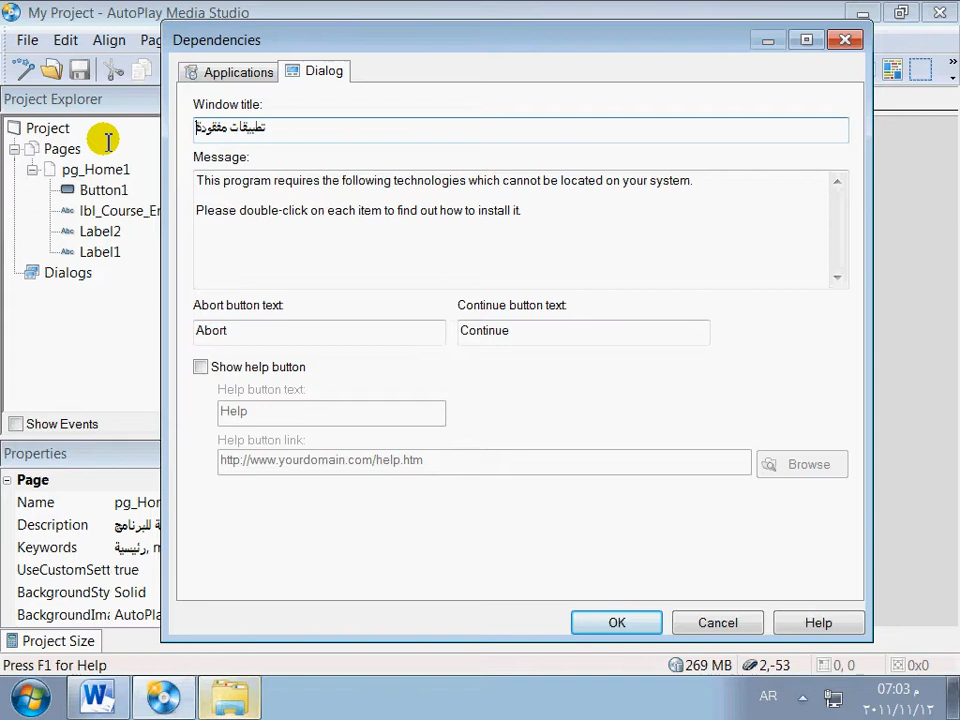 My Project - AutoPlay Media Studio
File Edit Align
Dependencies
Applications
Dialog
Project Explorer
Window title:
تطبيقات مفقودة
Project
Pages
pg_Home1
Button1
Label2
Label1
Dialogs
Message:
This program requires the following technologies which cannot be located on your system.
Please double-click on each item to find out how to install it.
Abort button text:
Continue button text:
Abort
Continue
Show help button
Help button text:
Help
Help button link:
http://www.yourdomain.com/help.htm
Browse
Show Events
Properties
Page
Name
Description للبرنامج
Keywords رئيسية,
UseCustomSett true
Solid
OK
Cancel
Help
Project Size
Press F1 for Help
269 MB
2,-53
0, 0
0x0
AR
07:03 م
٢٠١١/١١/١٢